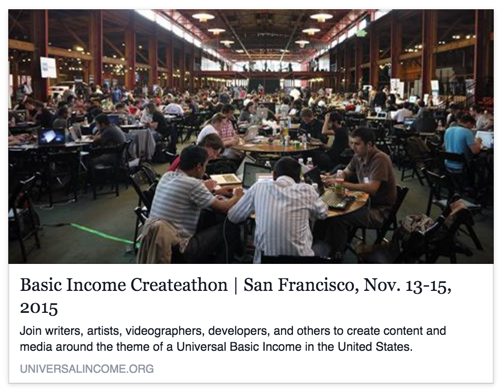 Basic Income Createathon | San Francisco, Nov. 13-15,
2015
Join writers, artists, videographers, developers, and others to create content and
media around the theme of a Universal Basic Income in the United States.
UNIVERSALINCOME.ORG